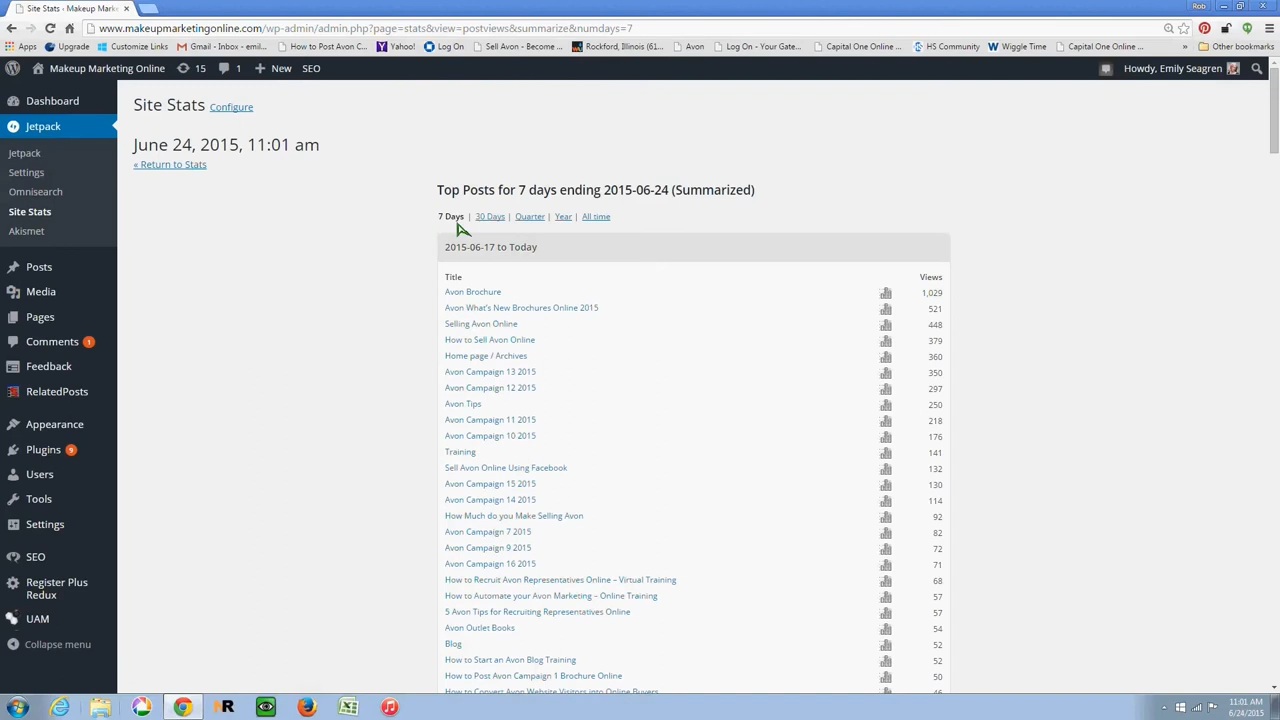 Site Stats ‹ Makeup Mark
Rob
www.makeupmarketingonline.com/wp-admin/admin.php?page=stats&view=postviews&summarize&numdays=7
Apps
Upgrade
Customize Links
Gmail - Inbox - emil...
How to Post Avon C...
Yahoo!
Log On
Sell Avon - Become ...
Rockford, Illinois (61...
Avon
Log On - Your Gate...
Capital One Online ...
HS Community
Wiggle Time
Capital One Online ...
»
Other bookmarks
Makeup Marketing Online
15
1
+ New
SEO
Howdy, Emily Seagren
Dashboard
Jetpack
Jetpack
Settings
Omnisearch
Site Stats
Akismet
Posts
Media
Pages
Comments 1
Feedback
RelatedPosts
Appearance
Plugins 9
Users
Tools
Settings
SEO
Register Plus
Redux
UAM
Collapse menu
Site Stats Configure
June 24, 2015, 11:01 am
« Return to Stats
Top Posts for 7 days ending 2015-06-24 (Summarized)
7 Days | 30 Days | Quarter | Year | All time
2015-06-17 to Today
Title Views
Avon Brochure 1,029
Avon What's New Brochures Online 2015 521
Selling Avon Online 448
How to Sell Avon Online 379
Home page / Archives 360
Avon Campaign 13 2015 350
Avon Campaign 12 2015 297
Avon Tips 250
Avon Campaign 11 2015 218
Avon Campaign 10 2015 176
Training 141
Sell Avon Online Using Facebook 132
Avon Campaign 15 2015 130
Avon Campaign 14 2015 114
How Much do you Make Selling Avon 92
Avon Campaign 7 2015 82
Avon Campaign 9 2015 72
Avon Campaign 16 2015 71
How to Recruit Avon Representatives Online – Virtual Training 68
How to Automate your Avon Marketing – Online Training 57
5 Avon Tips for Recruiting Representatives Online 57
Avon Outlet Books 54
Blog 52
How to Start an Avon Blog Training 52
How to Post Avon Campaign 1 Brochure Online 50
How to Convert Avon Website Visitors into Online Buyers 46
11:01 AM
6/24/2015